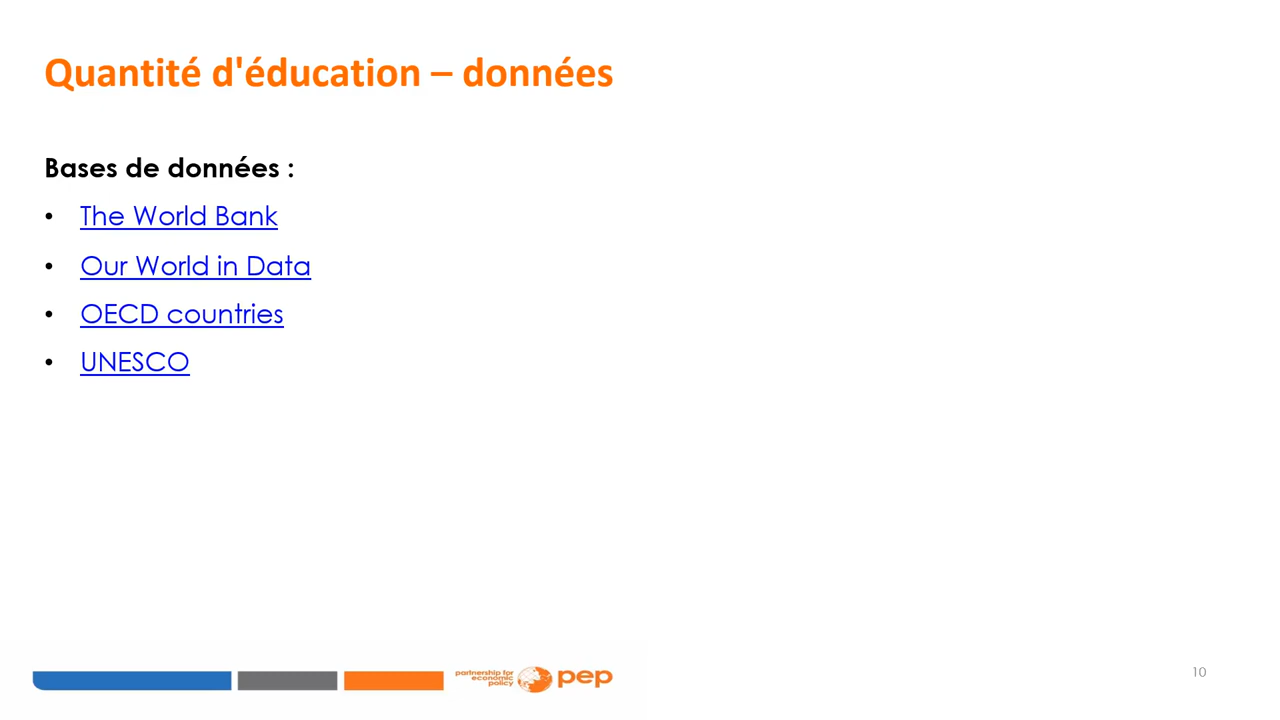 Quantité d'éducation – données
Bases de données :
• The World Bank
• Our World in Data
• OECD countries
• UNESCO
partnership for
economic
policy
pep
10